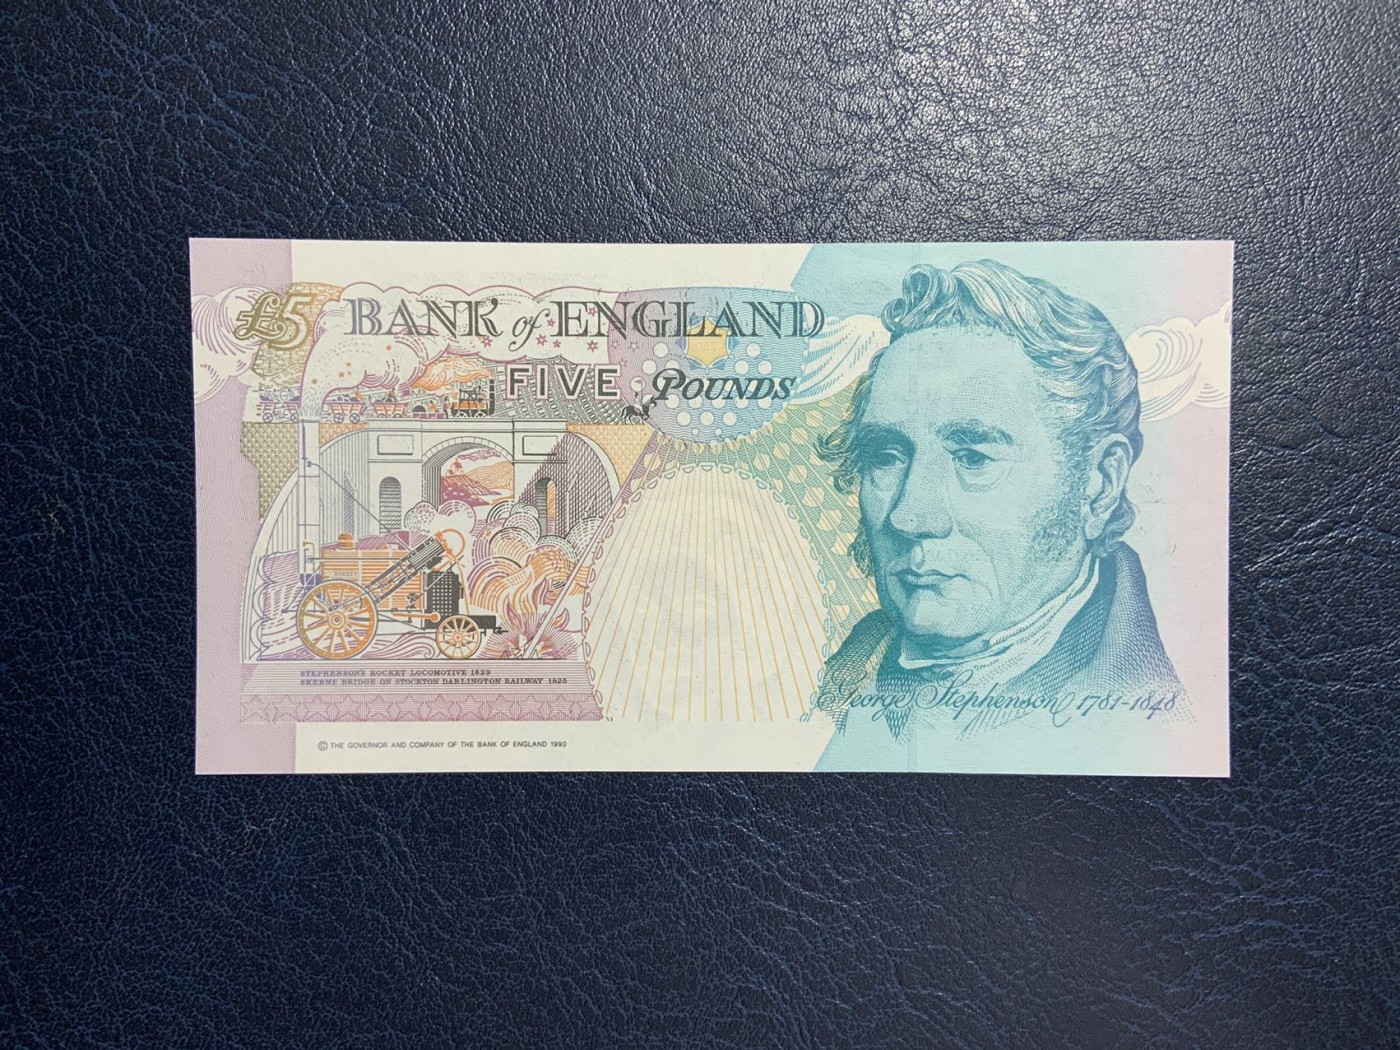 £5
BANK of ENGLAND
FIVE POUNDS
ROCKET
STEPHENSON'S ROCKET LOCOMOTIVE 1829
SKERNE BRIDGE ON STOCKTON DARLINGTON RAILWAY 1825
George Stephenson 1781-1848
© THE GOVERNOR AND COMPANY OF THE BANK OF ENGLAND 1990